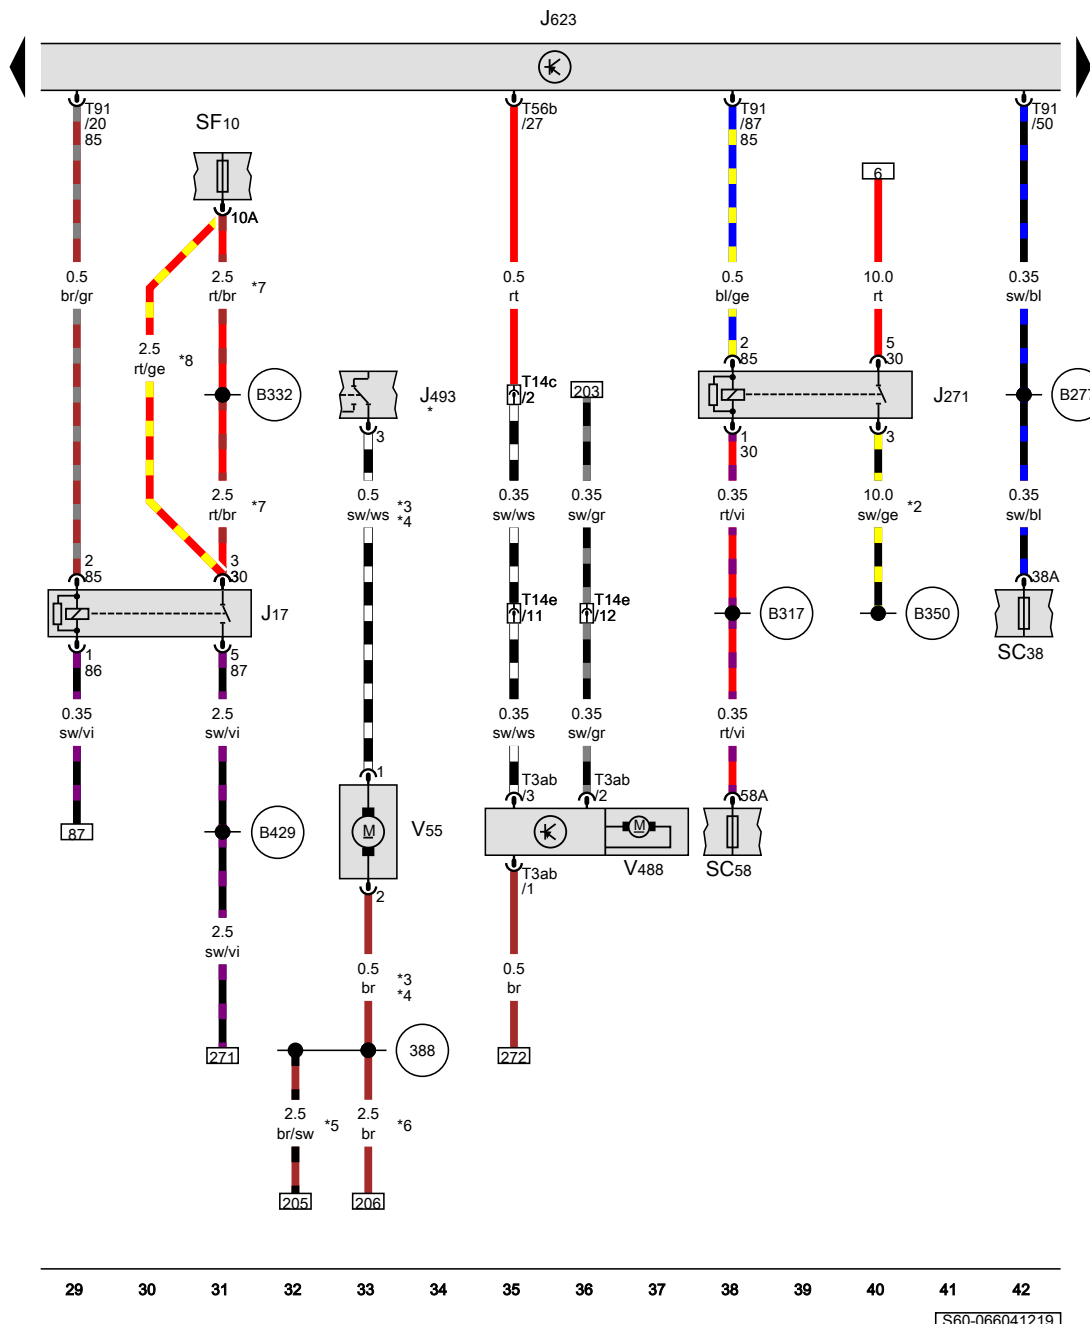 J623
T91
/20
85
SF10
10A
T56b
/27
T91
/87
85
6
T91
/50
0.5
br/gr
2.5
rt/br
*7
0.5
rt
0.5
bl/ge
10.0
rt
0.35
sw/bl
2.5
rt/ge
*8
B332
J493
*
3
T14c
/2
203
2
85
5
30
J271
B277
1
30
3
2.5
rt/br
*7
0.5
sw/ws
*3
*4
0.35
sw/ws
0.35
sw/gr
0.35
rt/vi
10.0
sw/ge
*2
0.35
sw/bl
2
85
3
30
J17
1
86
5
87
T14e
/11
T14e
/12
B317
B350
38A
SC38
0.35
sw/vi
2.5
sw/vi
0.35
sw/ws
0.35
sw/gr
0.35
rt/vi
87
B429
1
M
V55
2
T3ab
/3
T3ab
/2
M
V488
T3ab
/1
58A
SC58
2.5
sw/vi
0.5
br
*3
*4
0.5
br
271
388
272
2.5
br/sw
*5
2.5
br
*6
205
206
29 30 31 32 33 34 35 36 37 38 39 40 41 42
S60-066041219